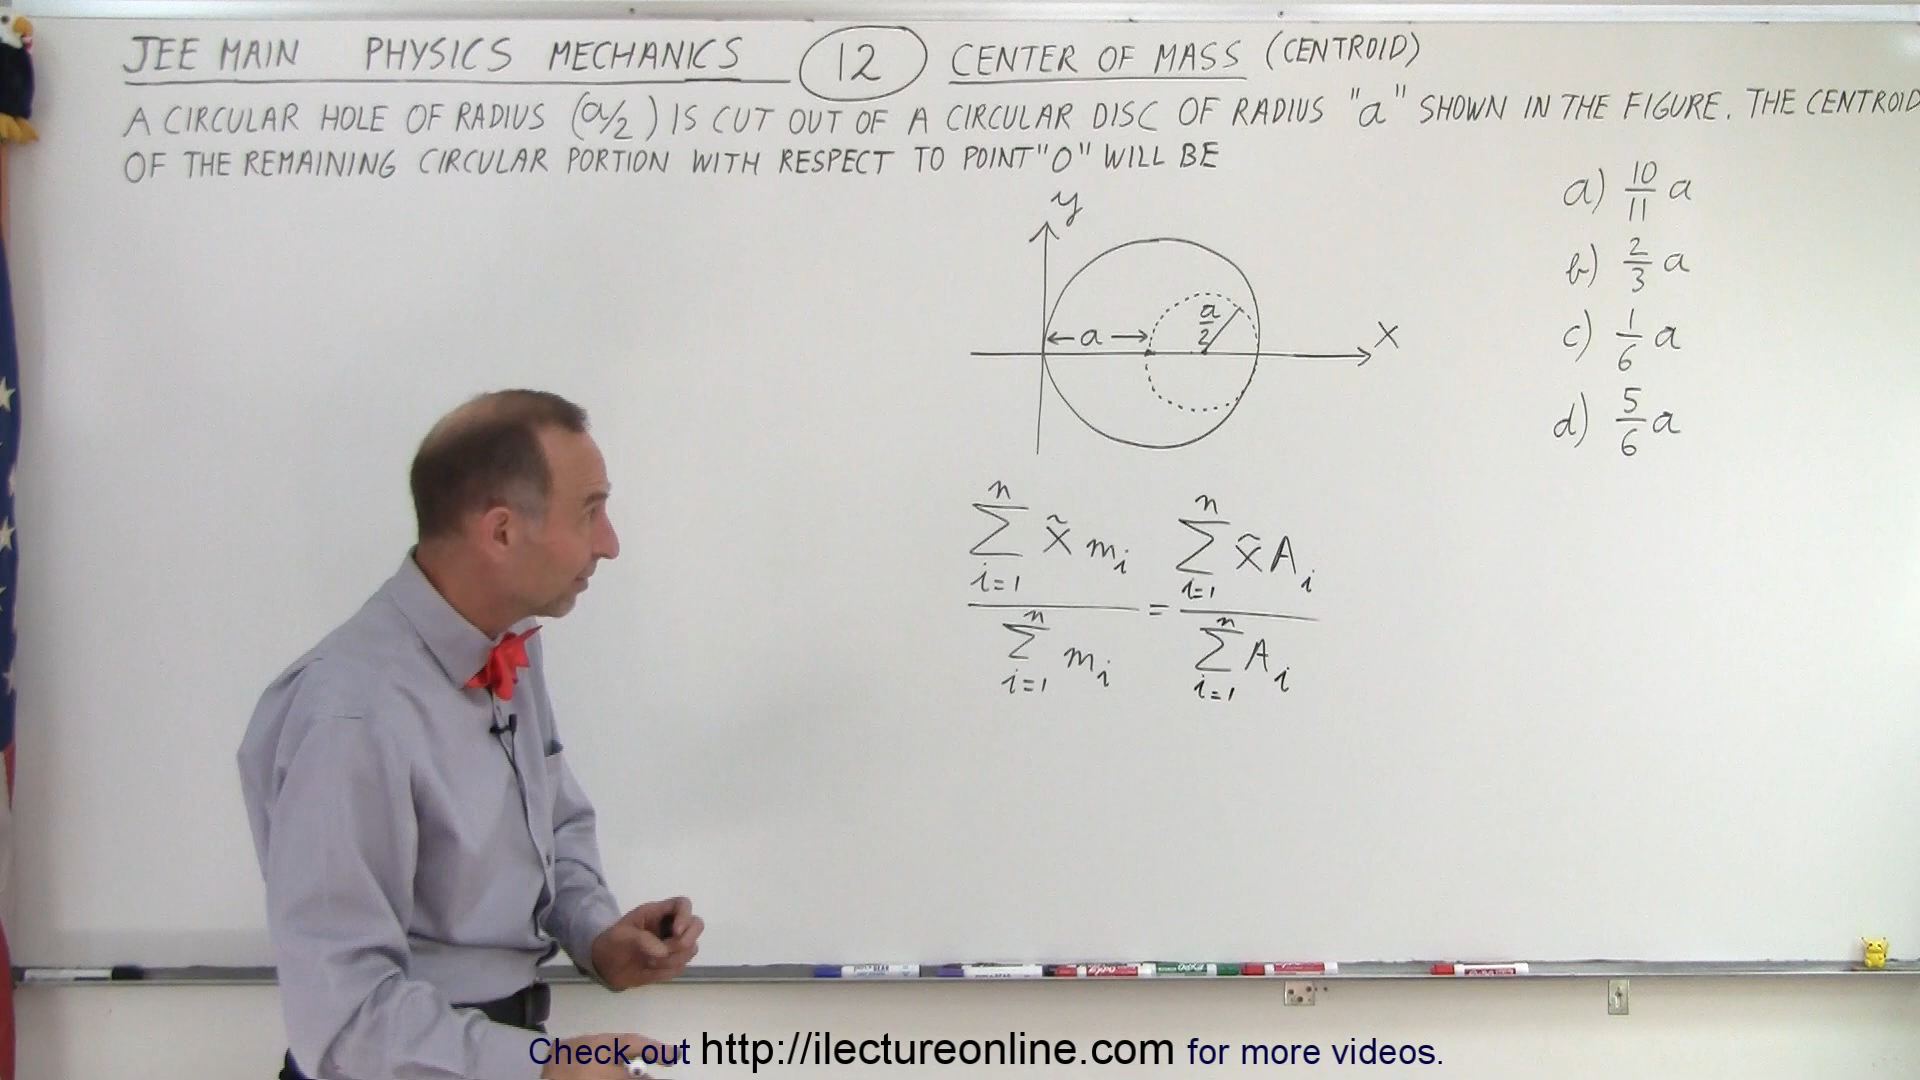 JEE MAIN PHYSICS MECHANICS 12 CENTER OF MASS (CENTROID)
A CIRCULAR HOLE OF RADIUS (a/2) IS CUT OUT OF A CIRCULAR DISC OF RADIUS "a" SHOWN IN THE FIGURE. THE CENTROID
OF THE REMAINING CIRCULAR PORTION WITH RESPECT TO POINT "O" WILL BE
a) 10/11 a
b) 2/3 a
c) 1/6 a
d) 5/6 a
y
a
a/2
X
n n
∑ x̃ mᵢ ∑ x̃ Aᵢ
i=1 i=1
=
n n
∑ mᵢ ∑ Aᵢ
i=1 i=1
Check out http://ilectureonline.com for more videos.